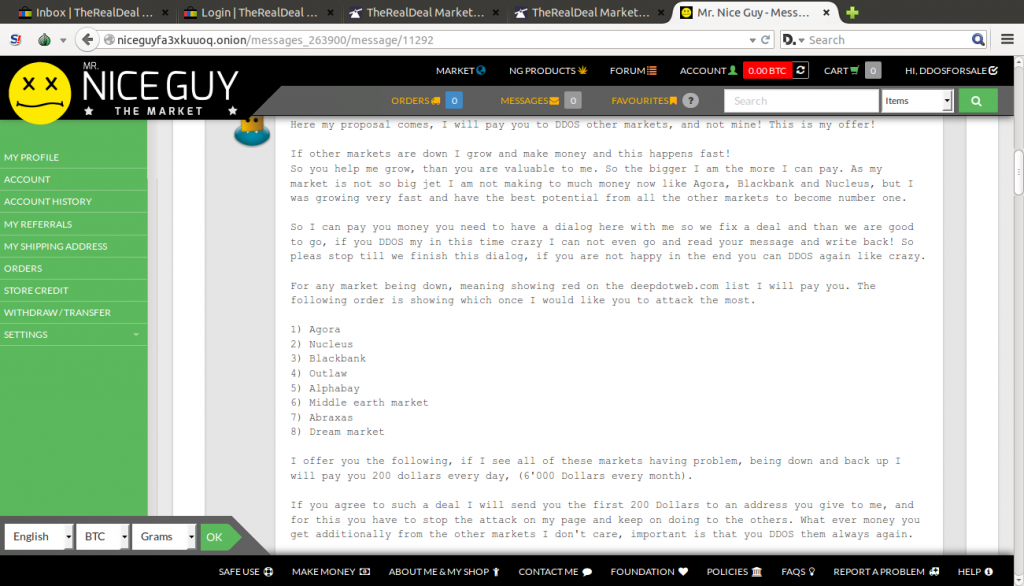 Inbox | TheRealDeal ...
Login | TheRealDeal ...
TheRealDeal Market...
TheRealDeal Market...
Mr. Nice Guy - Mess...
niceguyfa3xkuuoq.onion/messages_263900/message/11292
Search
MR.
NICE GUY
THE MARKET
MARKET
NG PRODUCTS
FORUM
ACCOUNT
0.00 BTC
CART
0
HI, DDOSFORSALE
ORDERS
0
MESSAGES
0
FAVOURITES
?
Search
Items
MY PROFILE
ACCOUNT
ACCOUNT HISTORY
MY REFERRALS
MY SHIPPING ADDRESS
ORDERS
STORE CREDIT
WITHDRAW / TRANSFER
SETTINGS
Here my proposal comes, I will pay you to DDOS other markets, and not mine! This is my offer!
If other markets are down I grow and make money and this happens fast!
So you help me grow, than you are valuable to me. So the bigger I am the more I can pay. As my
market is not so big jet I am not making to much money now like Agora, Blackbank and Nucleus, but I
was growing very fast and have the best potential from all the other markets to become number one.
So I can pay you money you need to have a dialog here with me so we fix a deal and than we are good
to go, if you DDOS my in this time crazy I can not even go and read your message and write back! So
pleas stop till we finish this dialog, if you are not happy in the end you can DDOS again like crazy.
For any market being down, meaning showing red on the deepdotweb.com list I will pay you. The
following order is showing which once I would like you to attack the most.
1) Agora
2) Nucleus
3) Blackbank
4) Outlaw
5) Alphabay
6) Middle earth market
7) Abraxas
8) Dream market
I offer you the following, if I see all of these markets having problem, being down and back up I
will pay you 200 dollars every day, (6'000 Dollars every month).
If you agree to such a deal I will send you the first 200 Dollars to an address you give to me, and
for this you have to stop the attack on my page and keep on doing to the others. What ever money you
get additionally from the other markets I don't care, important is that you DDOS them always again.
English
BTC
Grams
OK
SAFE USE
MAKE MONEY
ABOUT ME & MY SHOP
CONTACT ME
FOUNDATION
POLICIES
FAQS
REPORT A PROBLEM
HELP